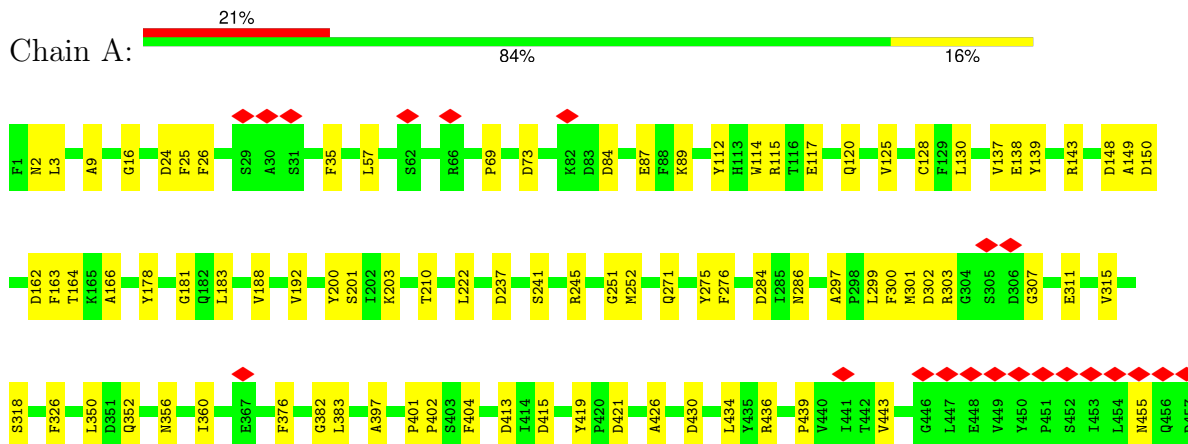 21%
Chain A:
84% 16%
F1 N2 L3 A9 G16 D24 F25 F26 S29 A30 S31 F35 L57 S62 R66 P69 D73 K82 D83 D84 E87 F88 K89 Y112 H113 W114 R115 T116 E117 Q120 V125 C128 F129 L130 V137 E138 Y139 R143 D148 A149 D150
D162 F163 T164 K165 A166 Y178 G181 Q182 L183 V188 V192 Y200 S201 I202 K203 T210 L222 D237 S241 R245 G251 M252 Q271 Y275 F276 D284 I285 N286 A297 P298 L299 F300 M301 D302 R303 G304 S305 D306 G307 E311 V315
S318 F326 L350 D351 Q352 N356 I360 E367 F376 G382 L383 A397 P401 P402 S403 F404 D413 I414 D415 Y419 P420 D421 A426 D430 L434 Y435 R436 P439 V440 I441 T442 V443 G446 L447 E448 V449 Y450 P451 S452 I453 L454 N455 Q456